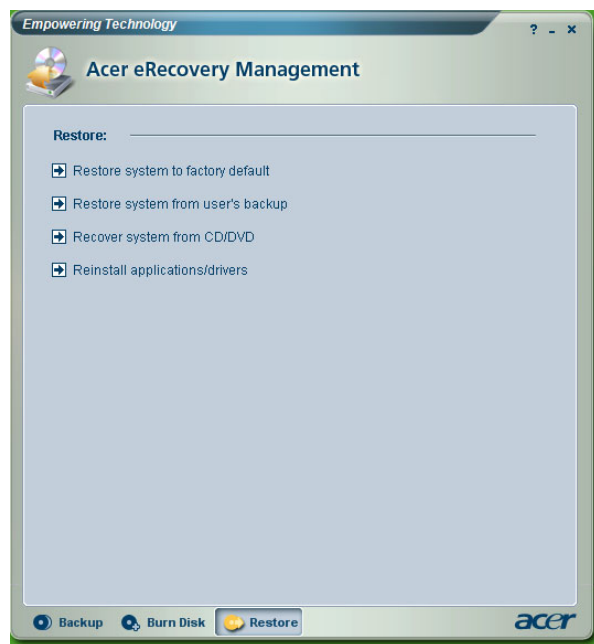 Empowering Technology
? - ×
Acer eRecovery Management
Restore:
Restore system to factory default
Restore system from user's backup
Recover system from CD/DVD
Reinstall applications/drivers
Backup Burn Disk Restore acer